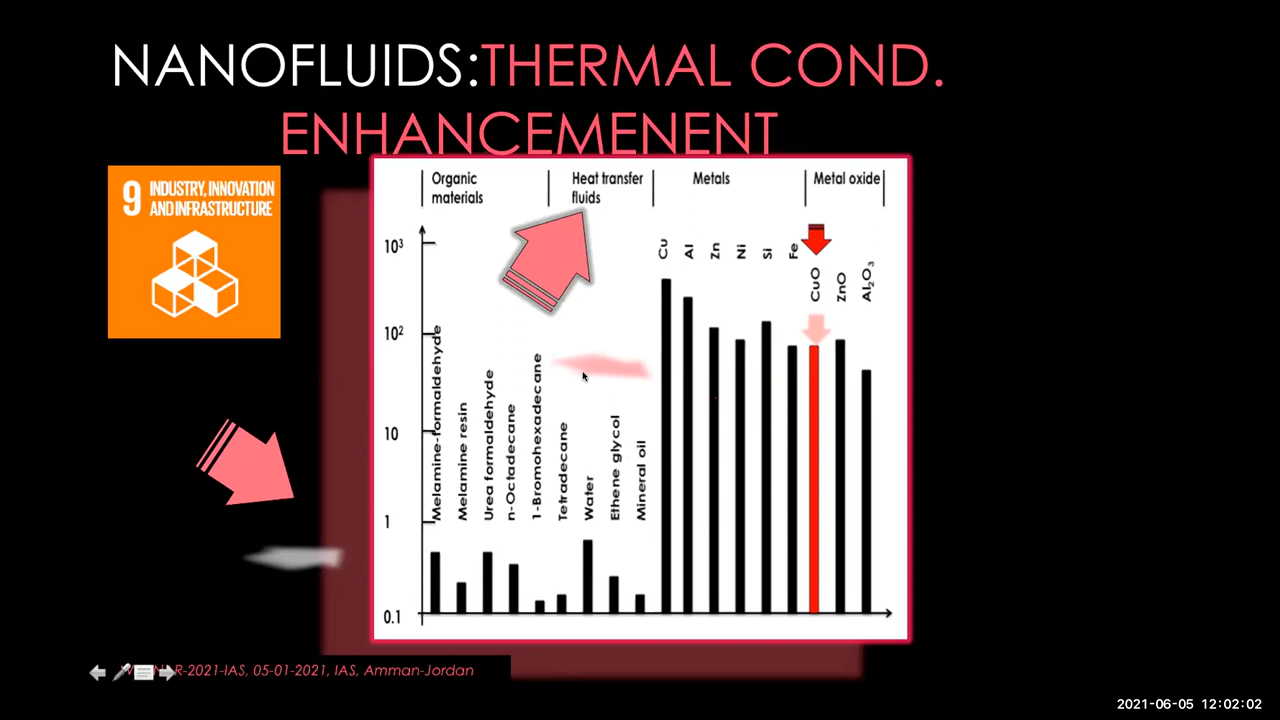 NANOFLUIDS:THERMAL COND.
ENHANCEMENENT
9 INDUSTRY, INNOVATION
AND INFRASTRUCTURE
Organic
materials
Heat transfer
fluids
Metals
Metal oxide
10³
10²
10
1
0.1
Melamine-formaldehyde
Melamine resin
Urea formaldehyde
n-Octadecane
1-Bromohexadecane
Tetradecane
Water
Ethene glycol
Mineral oil
Cu
Al
Zn
Ni
Si
Fe
CuO
ZnO
Al₂O₃
R-2021-IAS, 05-01-2021, IAS, Amman-Jordan
2021-06-05 12:02:02